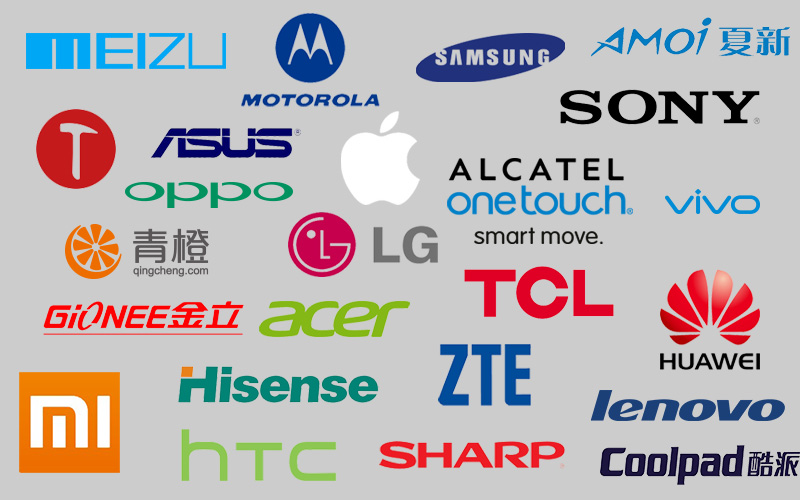 MEIZU
MOTOROLA
SAMSUNG
AMOi 夏新
SONY
®
ASUS®
oppo
ALCATEL
onetouch®
smart move.
vivo
青橙
qingcheng.com
LG
LG
GiONEE金立
acer
TCL
HUAWEI
mi
Hisense
ZTE
lenovo
hTC
SHARP®
Coolpad酷派